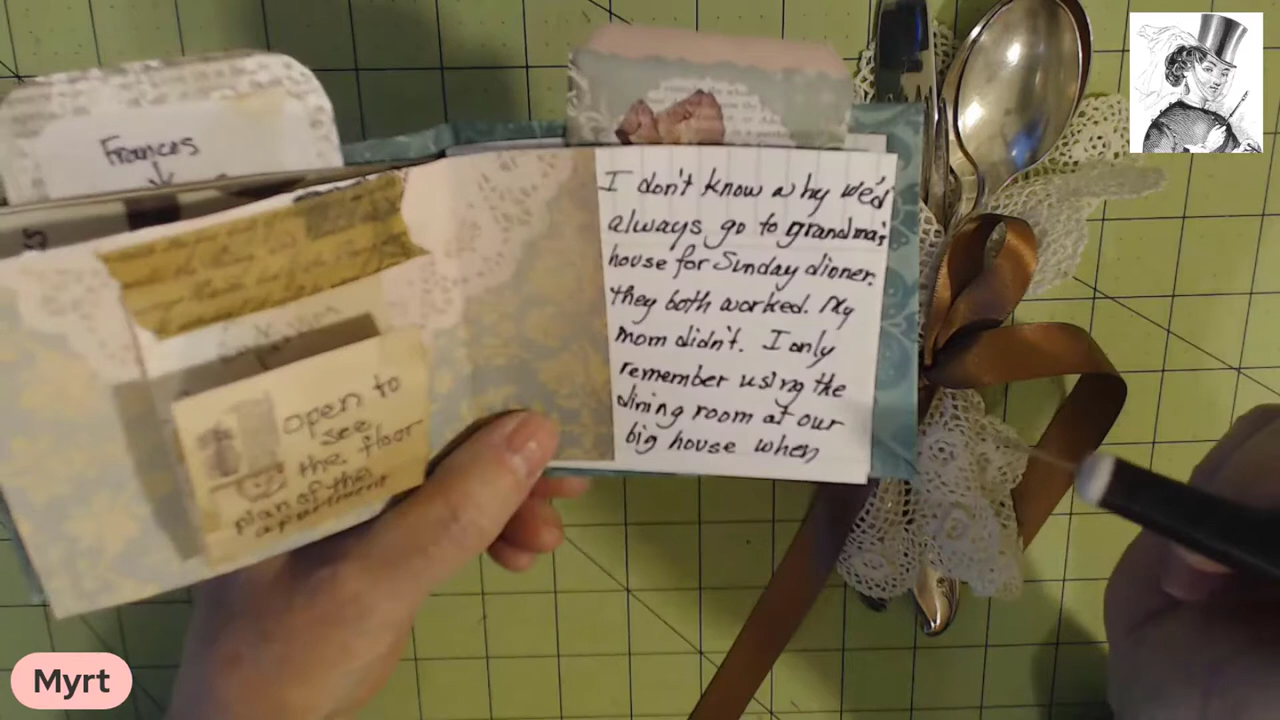 Frances
I don't know why we'd
always go to grandma's
house for Sunday dinner.
they both worked. My
mom didn't. I only
remember using the
dining room at our
big house when
open to
see
the floor
plan of the
apartment
Myrt